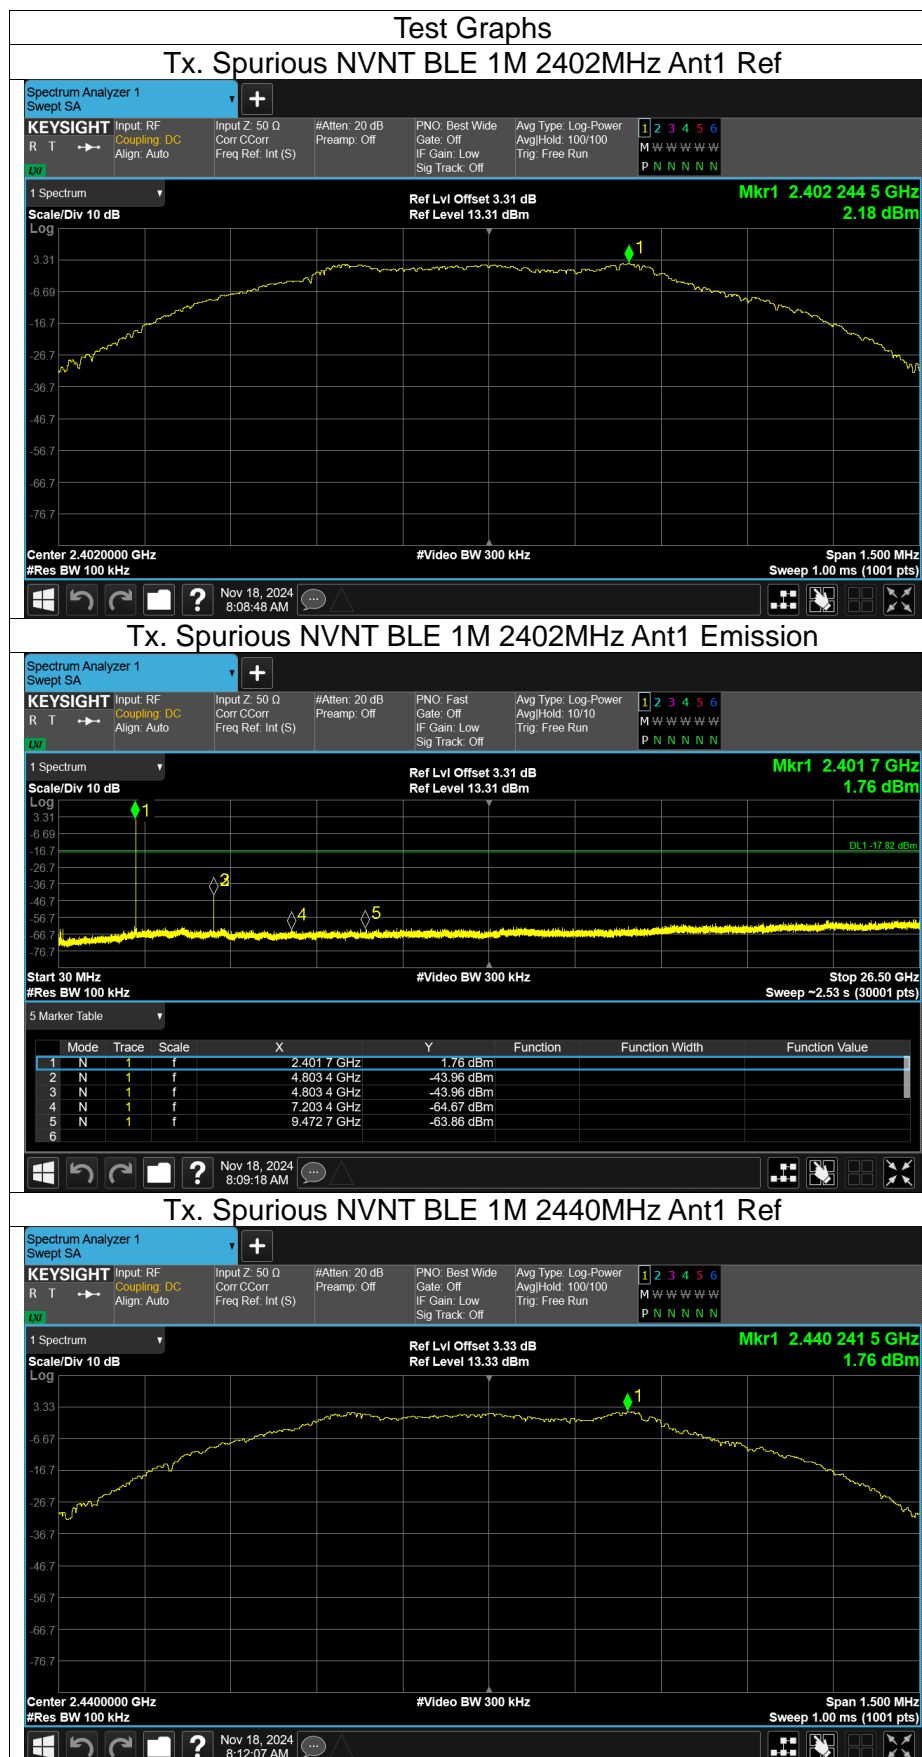 Test Graphs
Tx. Spurious NVNT BLE 1M 2402MHz Ant1 Ref
Spectrum Analyzer 1
Swept SA
+
KEYSIGHT Input: RF Input Z: 50 Ω #Atten: 20 dB PNO: Best Wide Avg Type: Log-Power 1 2 3 4 5 6
R T Coupling: DC Corr CCorr Preamp: Off Gate: Off Avg|Hold: 100/100 M W W W W W
Align: Auto Freq Ref: Int (S) IF Gain: Low Trig: Free Run
LXI Sig Track: Off P N N N N N
1 Spectrum Ref Lvl Offset 3.31 dB Mkr1 2.402 244 5 GHz
Scale/Div 10 dB Ref Level 13.31 dBm 2.18 dBm
Log
1
3.31
-6.69
-16.7
-26.7
-36.7
-46.7
-56.7
-66.7
-76.7
Center 2.4020000 GHz #Video BW 300 kHz Span 1.500 MHz
#Res BW 100 kHz Sweep 1.00 ms (1001 pts)
? Nov 18, 2024
8:08:48 AM
Tx. Spurious NVNT BLE 1M 2402MHz Ant1 Emission
Spectrum Analyzer 1
Swept SA
+
KEYSIGHT Input: RF Input Z: 50 Ω #Atten: 20 dB PNO: Fast Avg Type: Log-Power 1 2 3 4 5 6
R T Coupling: DC Corr CCorr Preamp: Off Gate: Off Avg|Hold: 10/10 M W W W W W
Align: Auto Freq Ref: Int (S) IF Gain: Low Trig: Free Run
LXI Sig Track: Off P N N N N N
1 Spectrum Ref Lvl Offset 3.31 dB Mkr1 2.401 7 GHz
Scale/Div 10 dB Ref Level 13.31 dBm 1.76 dBm
Log
1
3.31
-6.69
-16.7 DL1 -17.82 dBm
-26.7
-36.7 3
-46.7
-56.7 4 5
-66.7
-76.7
Start 30 MHz #Video BW 300 kHz Stop 26.50 GHz
#Res BW 100 kHz Sweep ~2.53 s (30001 pts)
5 Marker Table
Mode Trace Scale X Y Function Function Width Function Value
1 N 1 f 2.401 7 GHz 1.76 dBm
2 N 1 f 4.803 4 GHz -43.96 dBm
3 N 1 f 4.803 4 GHz -43.96 dBm
4 N 1 f 7.203 4 GHz -64.67 dBm
5 N 1 f 9.472 7 GHz -63.86 dBm
6
? Nov 18, 2024
8:09:18 AM
Tx. Spurious NVNT BLE 1M 2440MHz Ant1 Ref
Spectrum Analyzer 1
Swept SA
+
KEYSIGHT Input: RF Input Z: 50 Ω #Atten: 20 dB PNO: Best Wide Avg Type: Log-Power 1 2 3 4 5 6
R T Coupling: DC Corr CCorr Preamp: Off Gate: Off Avg|Hold: 100/100 M W W W W W
Align: Auto Freq Ref: Int (S) IF Gain: Low Trig: Free Run
LXI Sig Track: Off P N N N N N
1 Spectrum Ref Lvl Offset 3.33 dB Mkr1 2.440 241 5 GHz
Scale/Div 10 dB Ref Level 13.33 dBm 1.76 dBm
Log
1
3.33
-6.67
-16.7
-26.7
-36.7
-46.7
-56.7
-66.7
-76.7
Center 2.4400000 GHz #Video BW 300 kHz Span 1.500 MHz
#Res BW 100 kHz Sweep 1.00 ms (1001 pts)
? Nov 18, 2024
8:12:07 AM